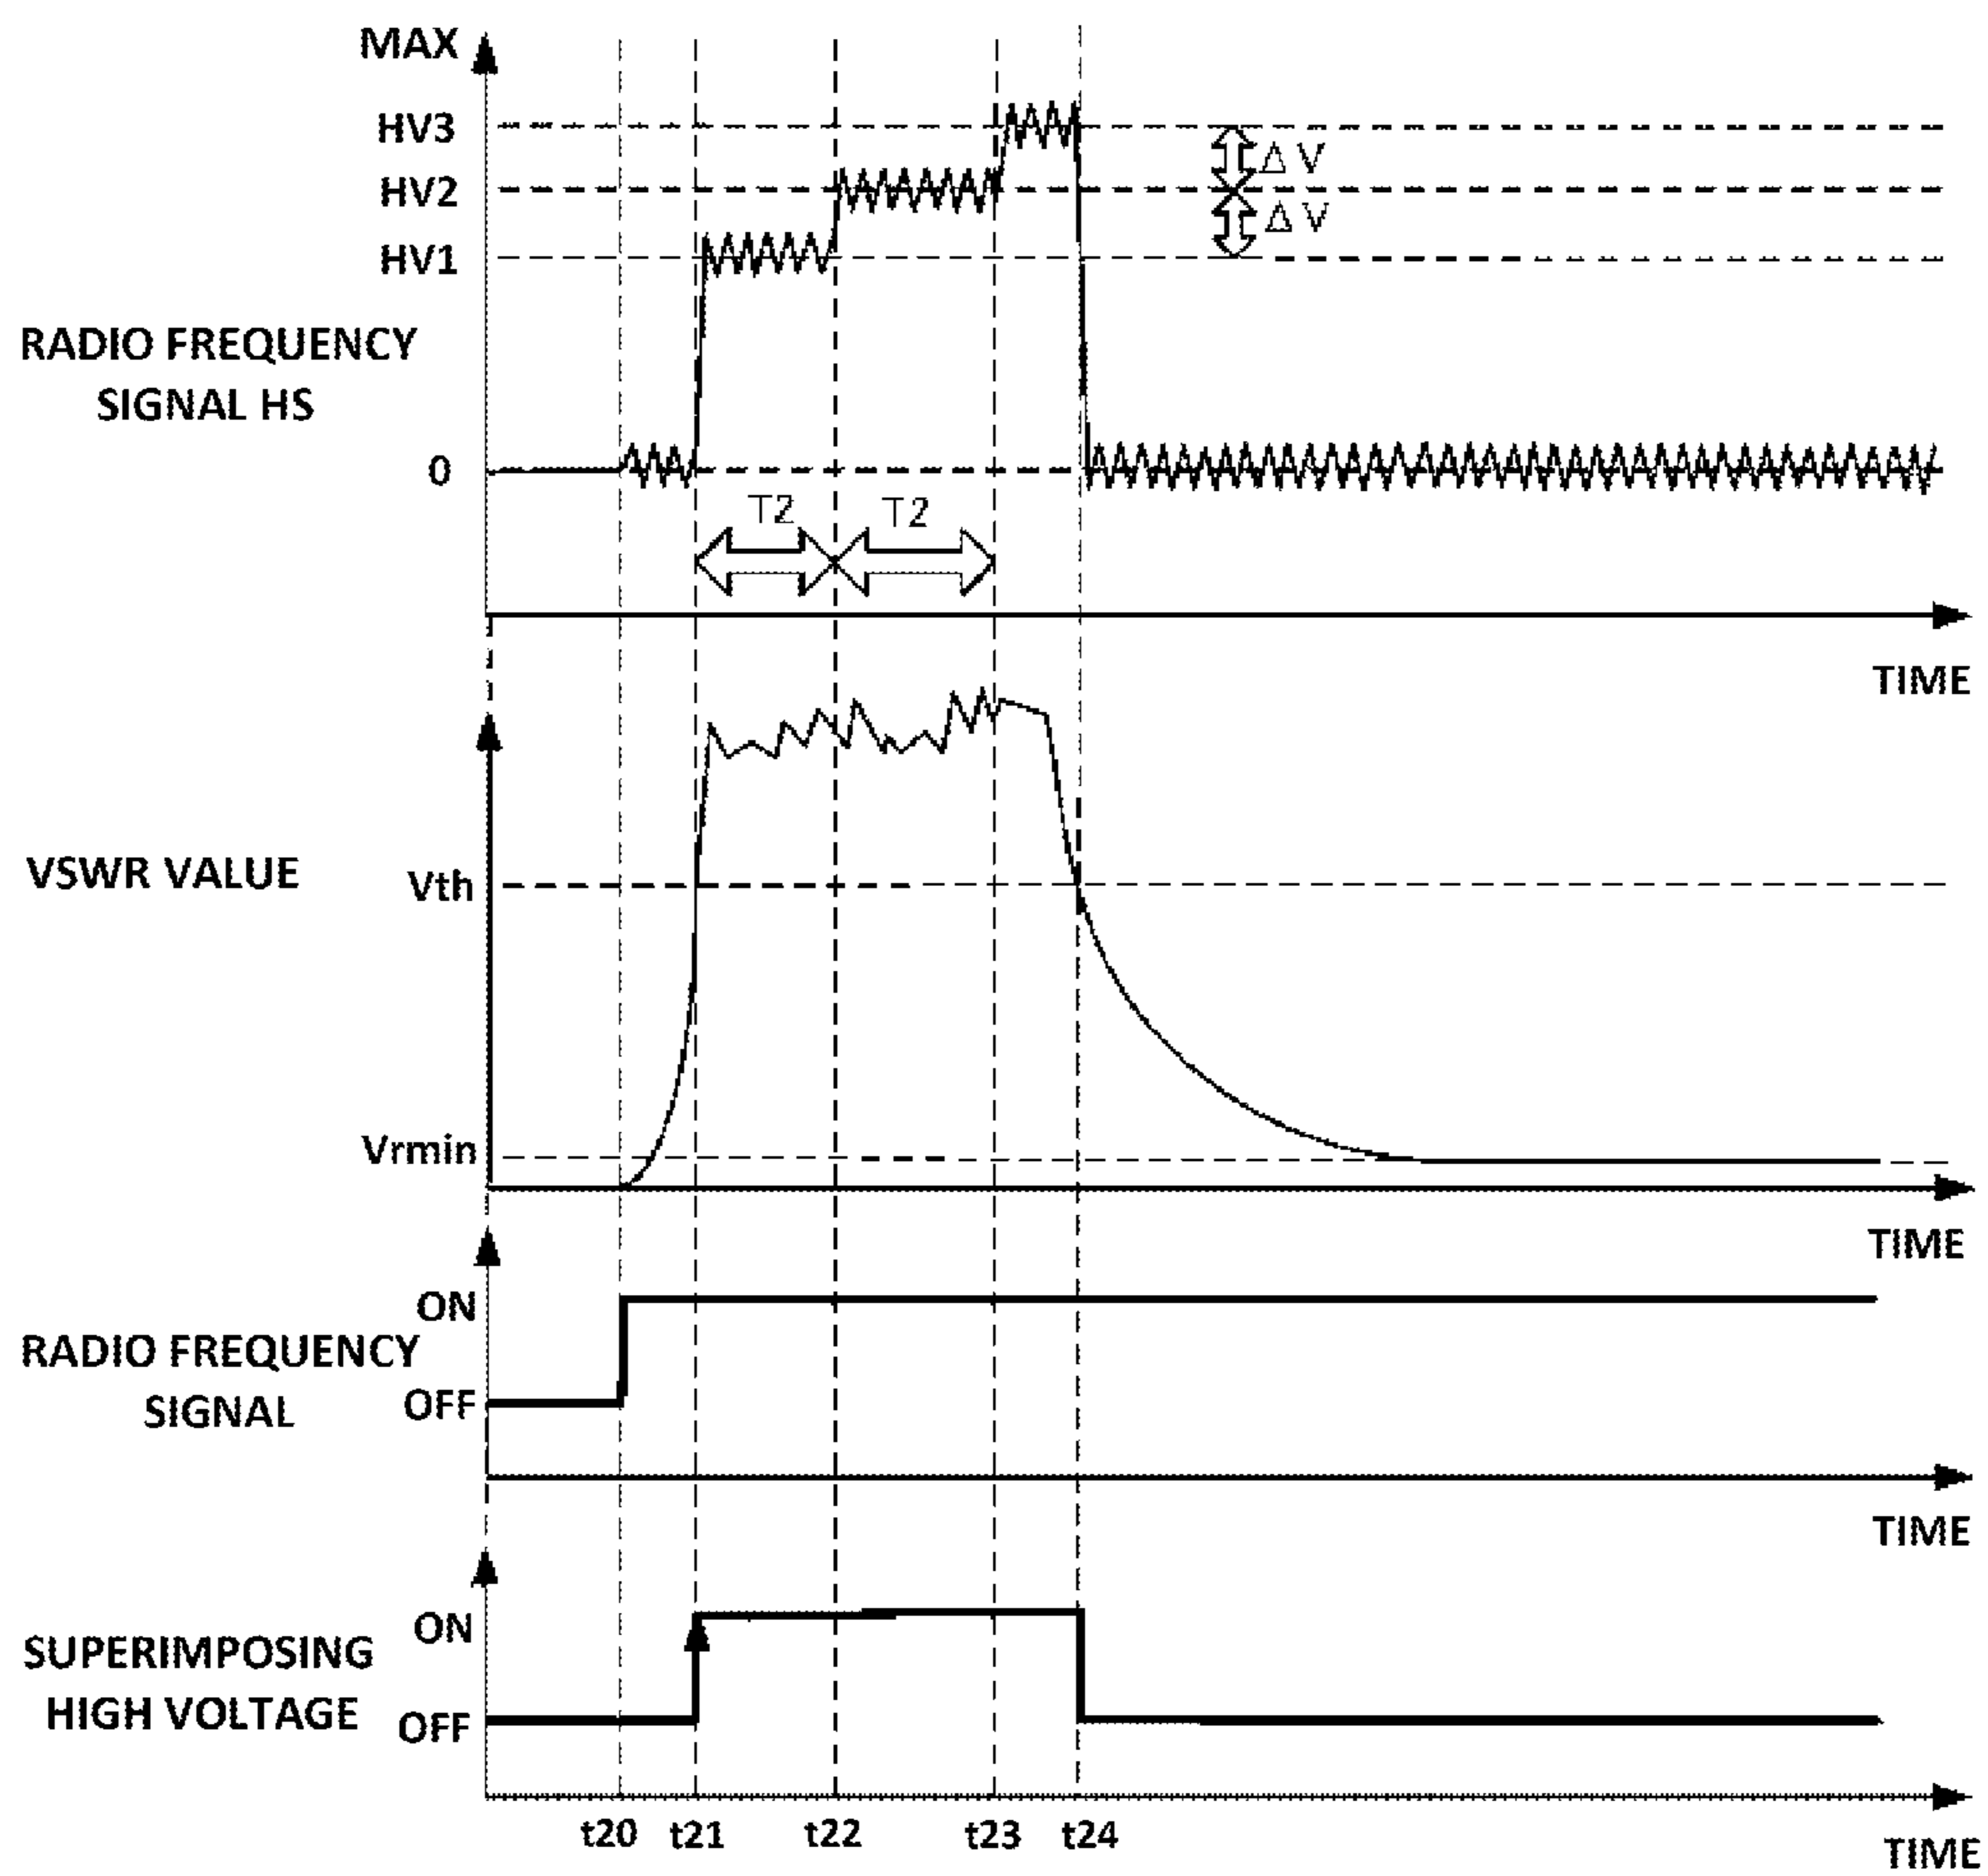 MAX
HV3
ΔV
HV2
ΔV
HV1
RADIO FREQUENCY
SIGNAL HS
0
T2 T2
TIME
VSWR VALUE
Vth
Vrmin
TIME
ON
RADIO FREQUENCY
SIGNAL
OFF
TIME
ON
SUPERIMPOSING
HIGH VOLTAGE
OFF
t20 t21 t22 t23 t24
TIME